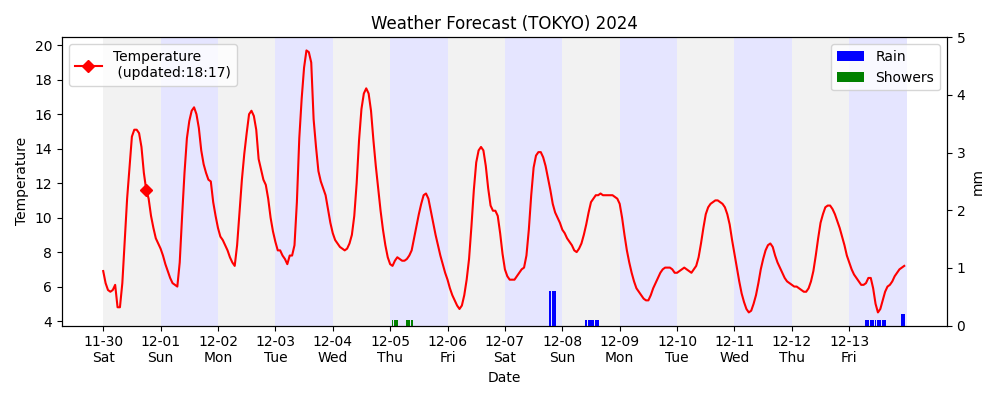 Weather Forecast (TOKYO) 2024
Temperature
(updated:18:17)
Rain
Showers
20
18
16
14
12
10
8
6
4
Temperature
5
4
3
2
1
0
mm
11-30 12-01 12-02 12-03 12-04 12-05 12-06 12-07 12-08 12-09 12-10 12-11 12-12 12-13
Sat Sun Mon Tue Wed Thu Fri Sat Sun Mon Tue Wed Thu Fri
Date